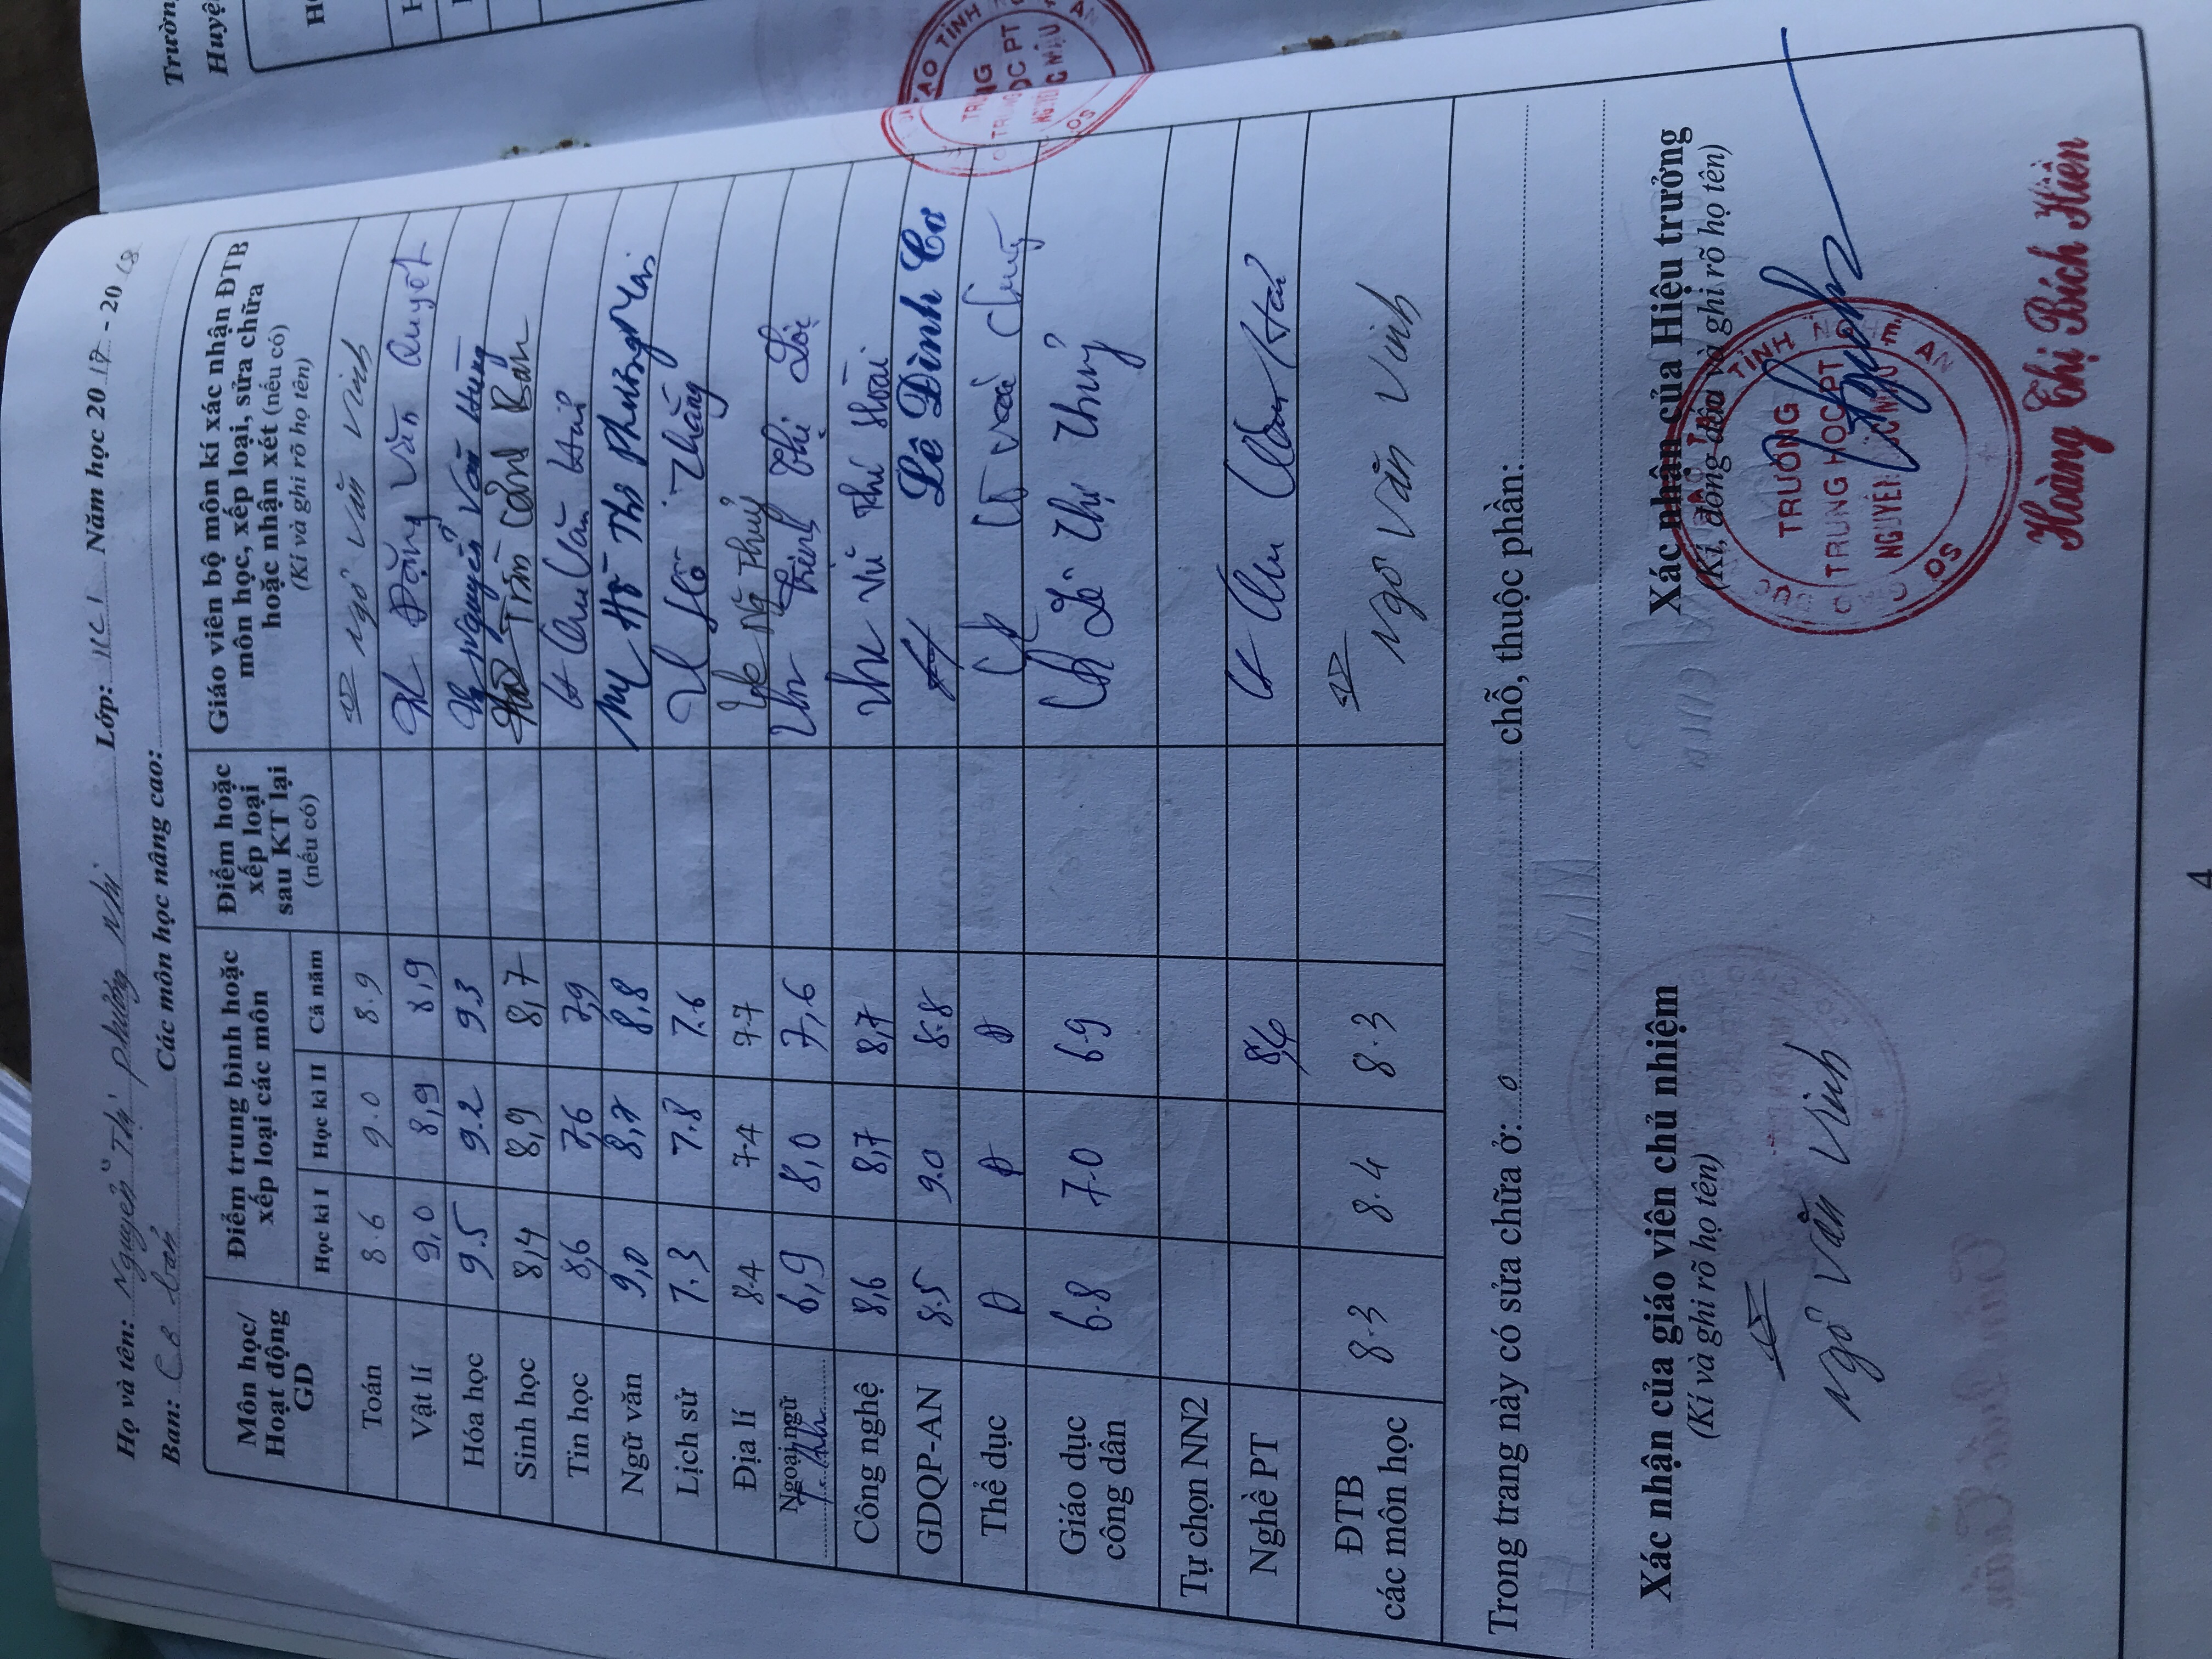 Họ và tên: Nguyễn Thị Phương Nhi Lớp: 11C1 Năm học 2017 - 2018
Ban: Cơ bản Các môn học nâng cao:
Môn học/ Hoạt động GD
Điểm trung bình hoặc xếp loại các môn
Học kì I Học kì II Cả năm
Điểm hoặc xếp loại sau KT lại (nếu có)
Giáo viên bộ môn kí xác nhận ĐTB môn học, xếp loại, sửa chữa hoặc nhận xét (nếu có)
(Kí và ghi rõ họ tên)
Toán 8.6 9.0 8.9 Ngô Văn Vinh
Vật lí 9,0 8,9 8,9 Đặng Văn Quyết
Hóa học 9.5 9.2 9.3 Nguyễn Văn Hùng
Sinh học 8,4 8,9 8,7 Trần Cảnh Ban
Tin học 8,6 7,6 7,9 Chu Văn
Ngữ văn 9,0 8,7 8,8 Hồ Thị Phương Mai
Lịch sử 7.3 7.8 7.6 Hồ Thắng
Địa lí 8.4 7.4 7.7 Ng Thuỷ
Ngoại ngữ
T. Anh 6,9 8,0 7,6 Trịnh Thị Lộc
Công nghệ 8,6 8,7 8,7 Vũ Thị Hoài
GDQP-AN 8.5 9.0 8.8 Lê Đình Cơ
Thể dục Đ Đ Đ
Giáo dục công dân 6.8 7.0 6.9 Lê Thị Thuỷ
Tự chọn NN2
Nghề PT 8,6 Chu Văn
ĐTB các môn học 8.3 8.4 8.3 Ngô Văn Vinh
Trong trang này có sửa chữa ở: 0 chỗ, thuộc phần:
Xác nhận của giáo viên chủ nhiệm
(Kí và ghi rõ họ tên)
Ngô Văn Vinh
Xác nhận của Hiệu trưởng
(Kí, đóng dấu và ghi rõ họ tên)
SỞ GIÁO DỤC ĐÀO TẠO TỈNH NGHỆ AN
TRƯỜNG
TRUNG HỌC PT
NGUYỄN ĐỨC MẬU
Hoàng Thị Bích Hiền
4
Trường
Huyệ